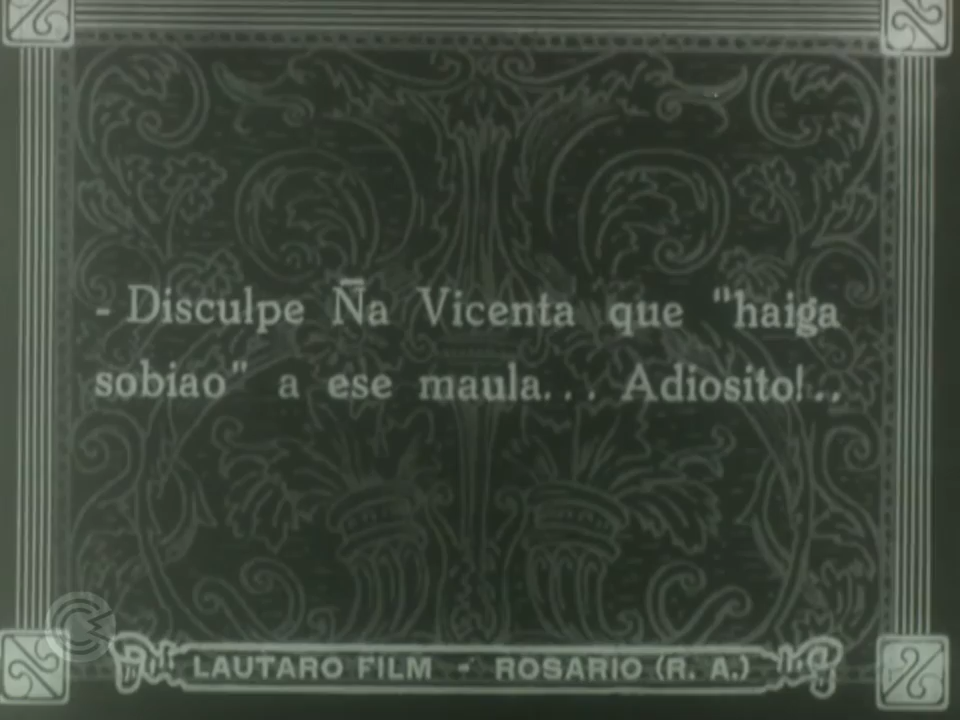 - Disculpe Ña Vicenta que "haiga
sobiao" a ese maula... Adiosito!..
LAUTARO FILM - ROSARIO (R. A.)